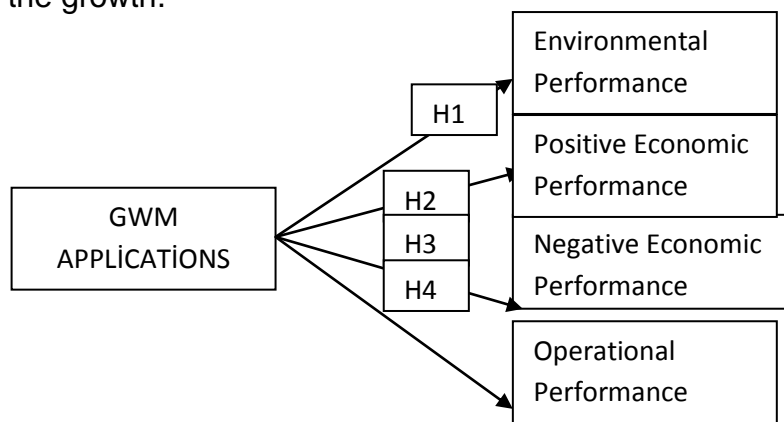 the growth.
Environmental
Performance
H1
Positive Economic
Performance
H2
GWM
APPLİCATİONS
H3
Negative Economic
Performance
H4
Operational
Performance